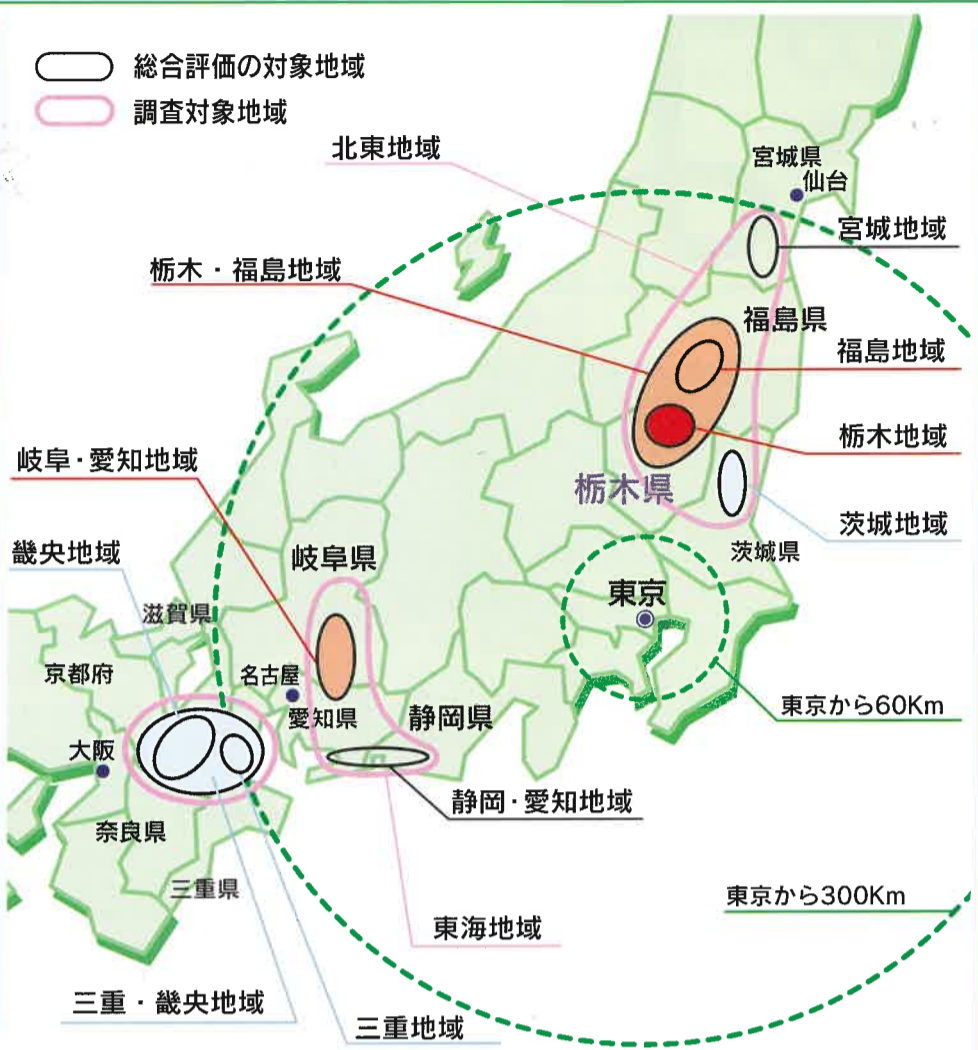 総合評価の対象地域
調査対象地域
北東地域
宮城県
仙台
宮城地域
栃木・福島地域
福島県
福島地域
栃木地域
岐阜・愛知地域
栃木県
茨城地域
畿央地域
岐阜県
茨城県
東京
滋賀県
京都府
名古屋
愛知県
静岡県
東京から60Km
大阪
静岡・愛知地域
奈良県
三重県
東京から300Km
東海地域
三重・畿央地域
三重地域